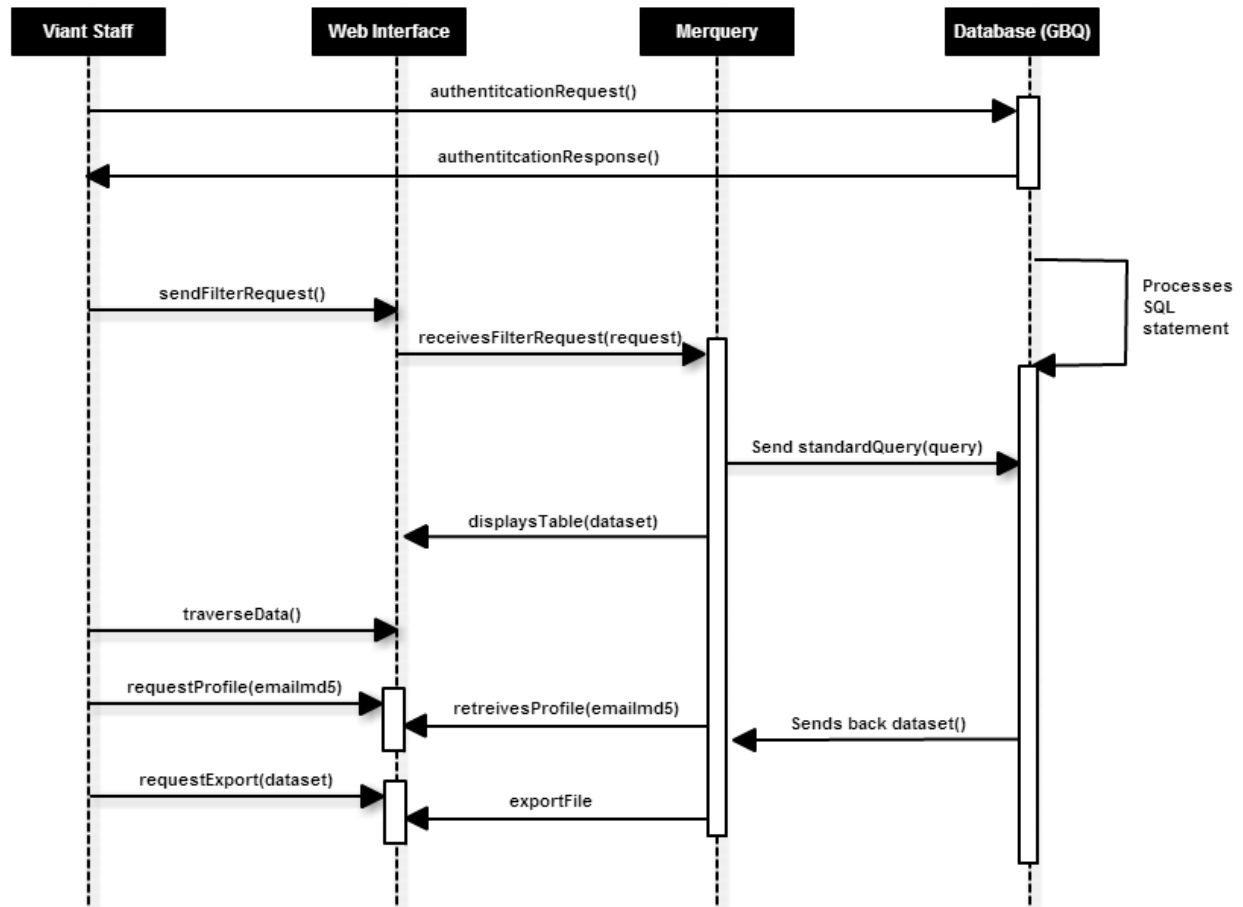 Viant Staff
Web Interface
Merquery
Database (GBQ)
authentitcationRequest()
authentitcationResponse()
sendFilterRequest()
Processes
SQL
statement
receivesFilterRequest(request)
Send standardQuery(query)
displaysTable(dataset)
traverseData()
requestProfile(emailmd5)
retreivesProfile(emailmd5)
Sends back dataset()
requestExport(dataset)
exportFile